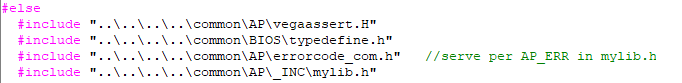 #else
#include "..\..\..\..\common\AP\vegaassert.H"
#include "..\..\..\..\common\BIOS\typedefine.h"
#include "..\..\..\..\common\AP\errorcode_com.h" //serve per AP_ERR in mylib.h
#include "..\..\..\..\common\AP\_INC\mylib.h"